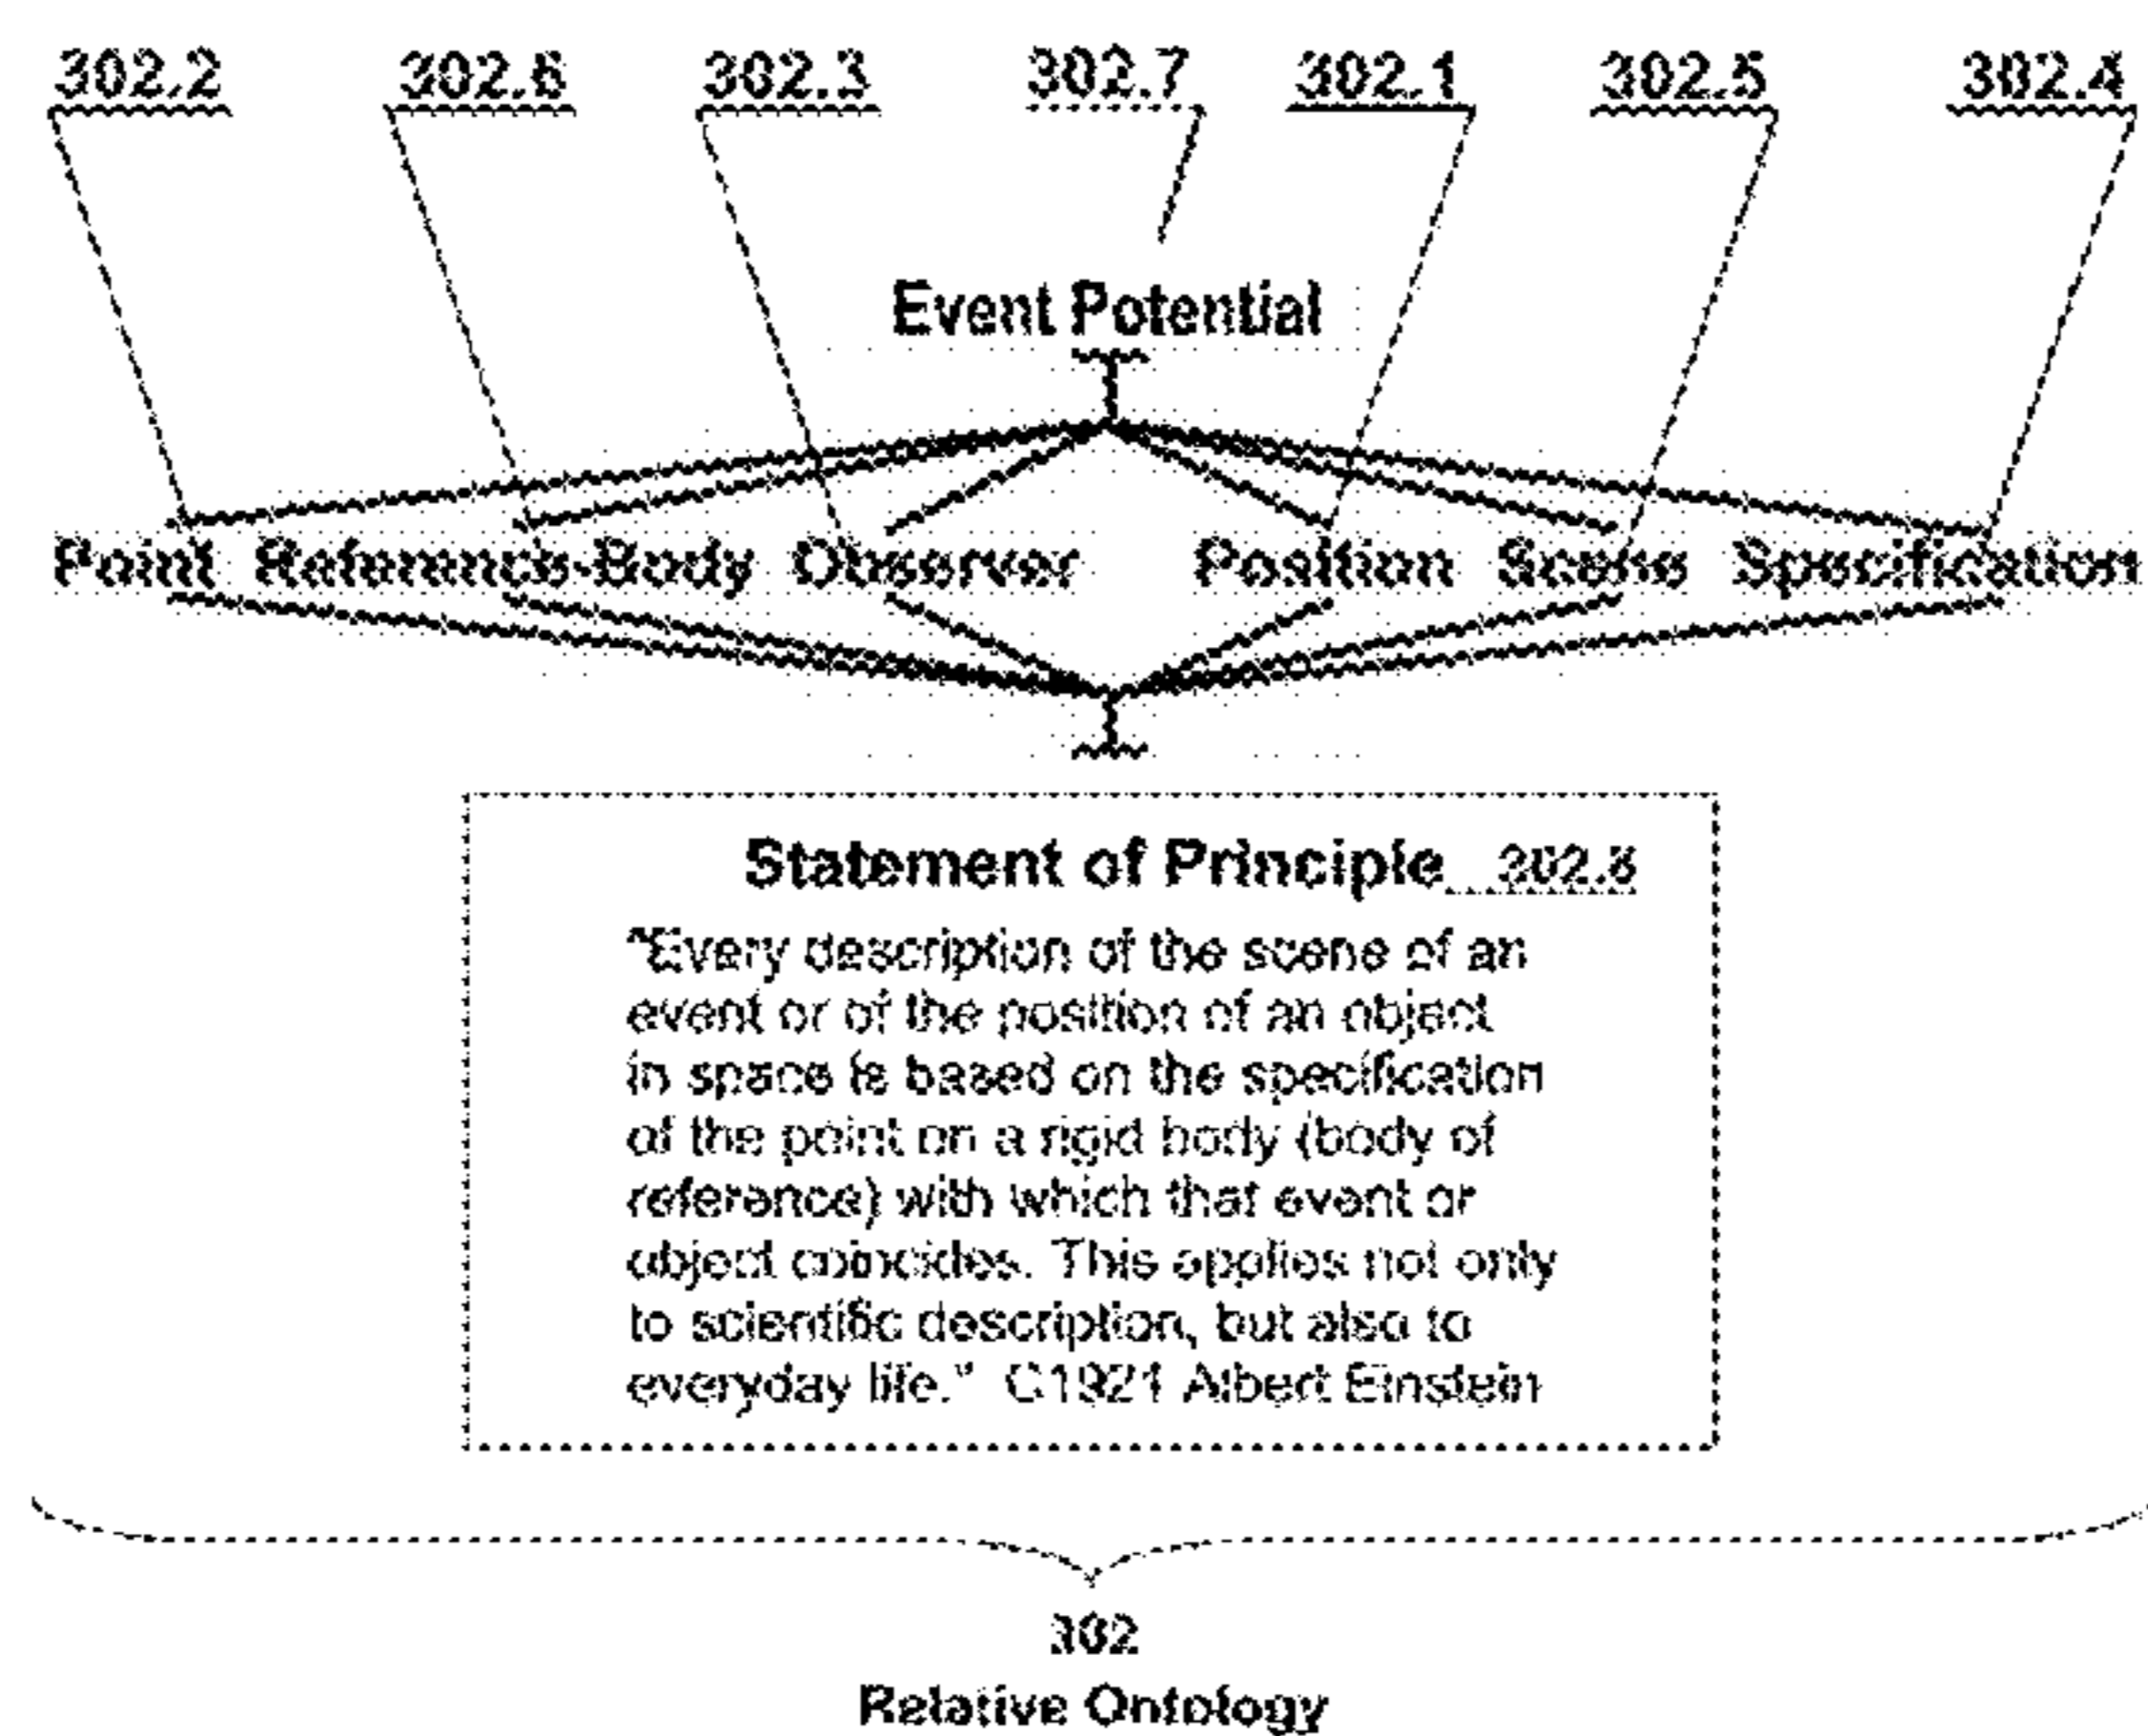 302.2 302.6 302.3 302.7 302.1 302.5 302.4
Event Potential
Point Reference-Body Observer Position Scene Specification
Statement of Principle 302.8
"Every description of the scene of an
event or of the position of an object
in space is based on the specification
of the point on a rigid body (body of
reference) with which that event or
object coincides. This applies not only
to scientific description, but also to
everyday life." C1921 Albert Einstein
302
Relative Ontology